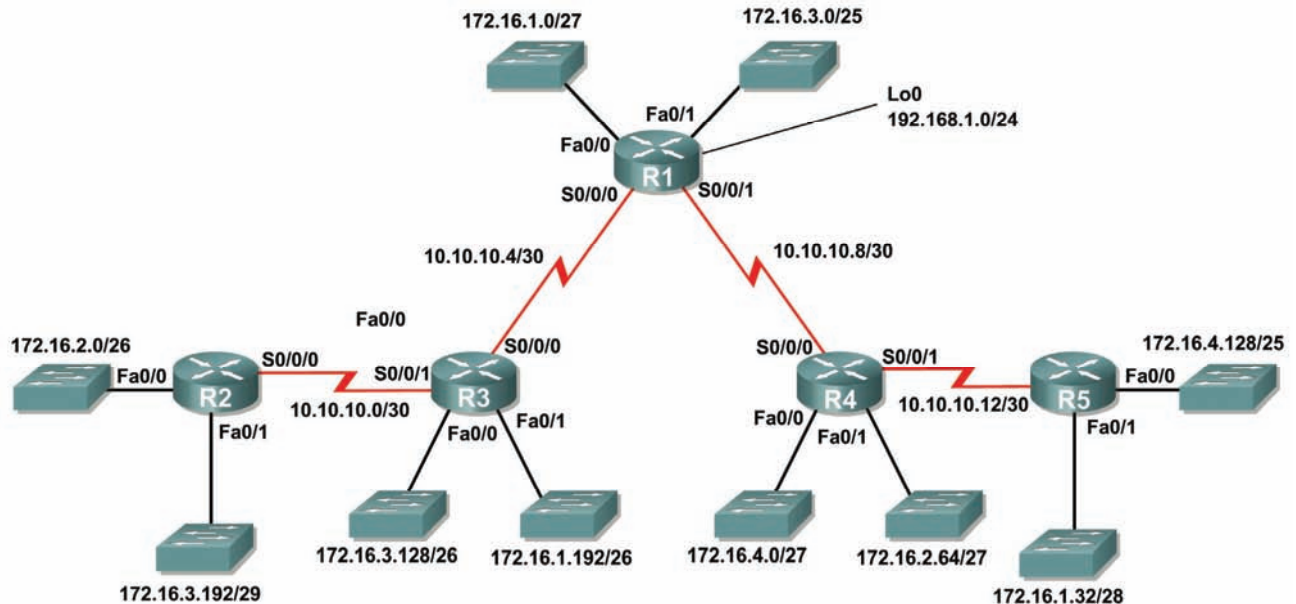 172.16.1.0/27
172.16.3.0/25
Lo0
192.168.1.0/24
Fa0/1
Fa0/0
R1
S0/0/0
S0/0/1
10.10.10.4/30
10.10.10.8/30
Fa0/0
172.16.2.0/26
Fa0/0
R2
S0/0/0
S0/0/1
10.10.10.0/30
S0/0/0
R3
Fa0/1
Fa0/0
Fa0/1
S0/0/0
R4
S0/0/1
10.10.10.12/30
R5
Fa0/0
172.16.4.128/25
Fa0/0
Fa0/1
Fa0/1
172.16.3.192/29
172.16.3.128/26
172.16.1.192/26
172.16.4.0/27
172.16.2.64/27
172.16.1.32/28